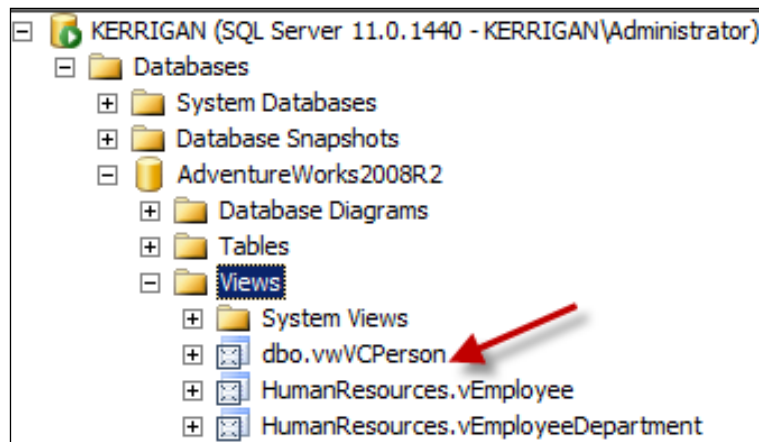 KERRIGAN (SQL Server 11.0.1440 - KERRIGAN\Administrator)
Databases
System Databases
Database Snapshots
AdventureWorks2008R2
Database Diagrams
Tables
Views
System Views
dbo.vwVCPerson
HumanResources.vEmployee
HumanResources.vEmployeeDepartment